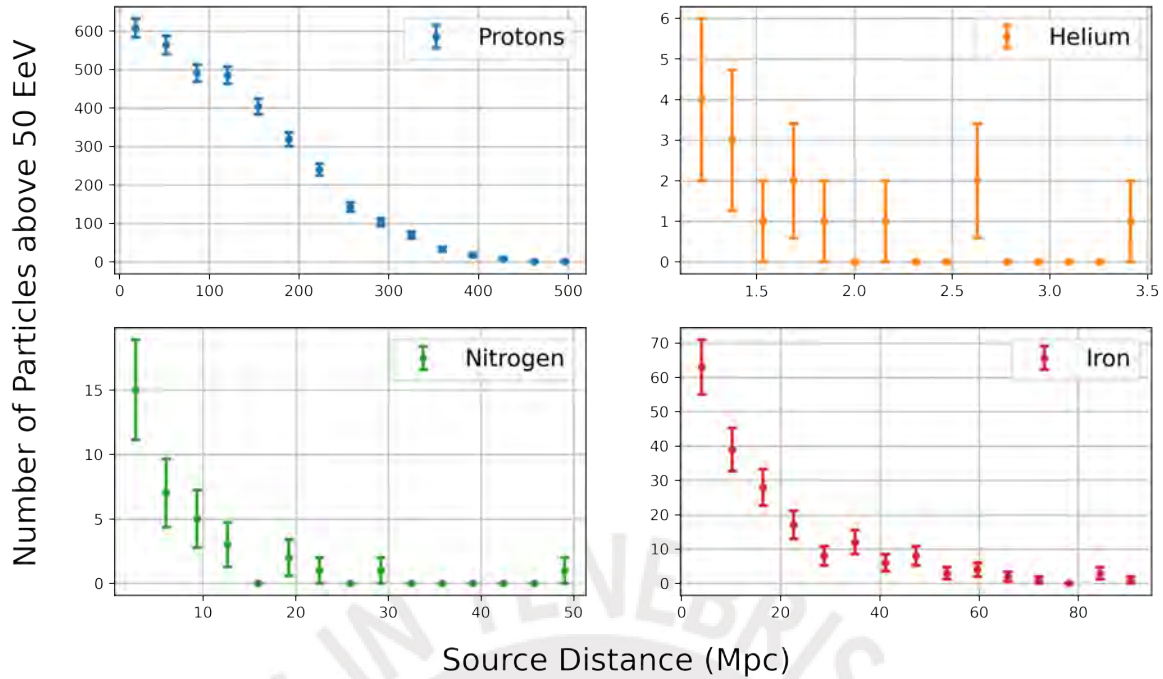 Number of Particles above 50 EeV
Protons
600
500
400
300
200
100
0
0 100 200 300 400 500
Helium
6
5
4
3
2
1
0
1.5 2.0 2.5 3.0 3.5
Nitrogen
15
10
5
0
10 20 30 40 50
Iron
70
60
50
40
30
20
10
0
0 20 40 60 80
IN TENEBRIS
Source Distance (Mpc)